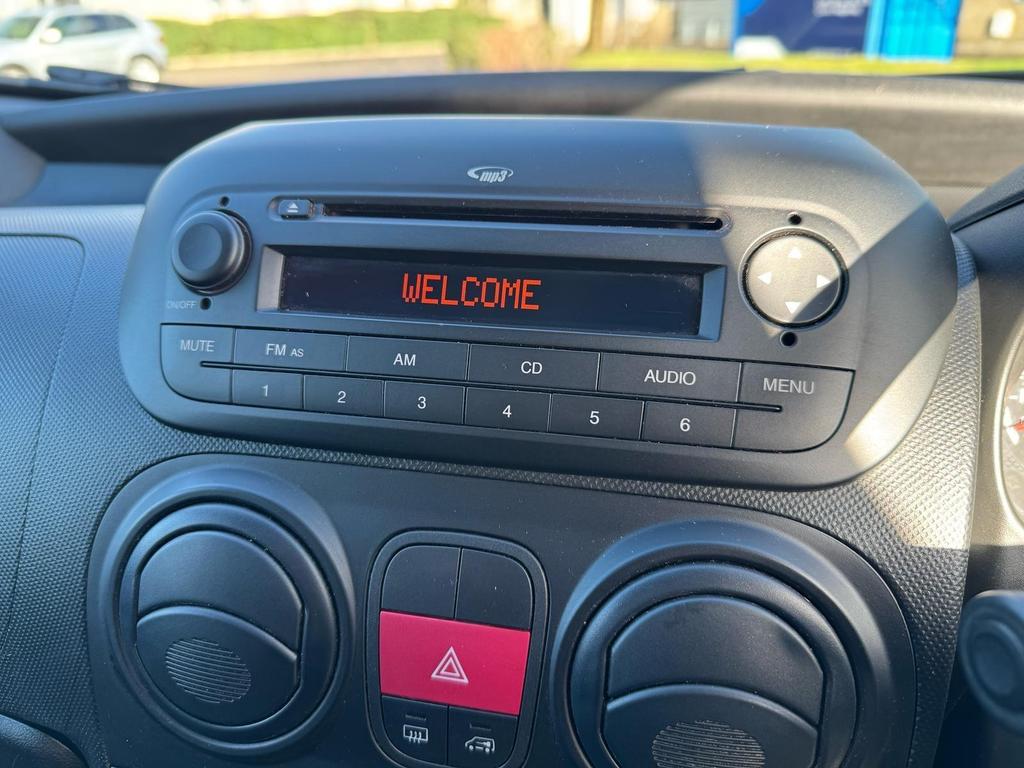 mp3
WELCOME
ON/OFF
MUTE FM AS AM CD AUDIO MENU
1 2 3 4 5 6